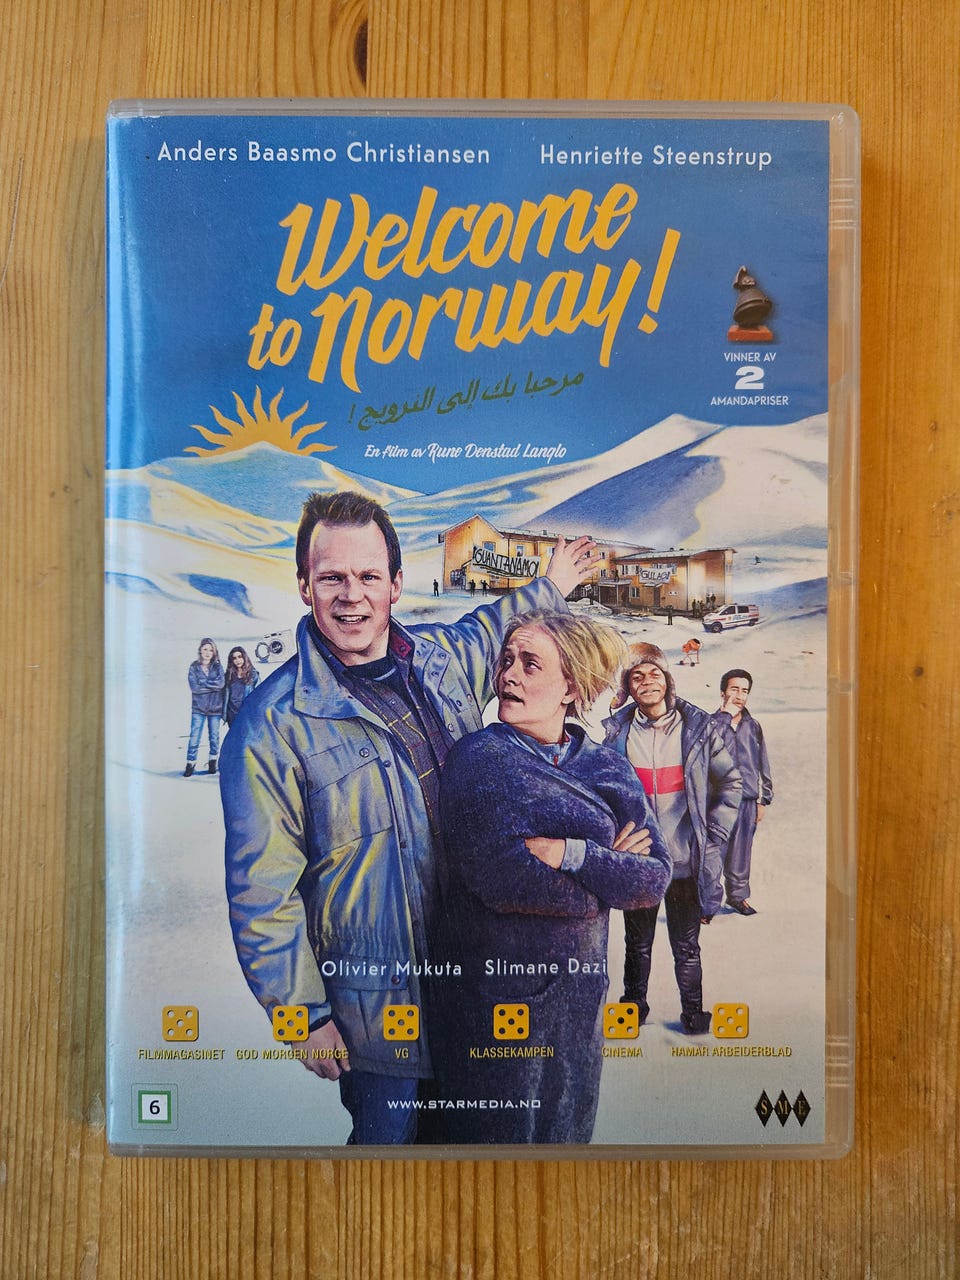 Anders Baasmo Christiansen Henriette Steenstrup
Welcome
to Norway!
مرحبا بك إلى النرويج !
VINNER AV
2
AMANDAPRISER
En film av Rune Denstad Langlo
¡GUANTANAMO!
GULAG!
Olivier Mukuta Slimane Dazi
FILMMAGASINET GOD MORGEN NORGE VG KLASSEKAMPEN CINEMA HAMAR ARBEIDERBLAD
6
WWW.STARMEDIA.NO
SME